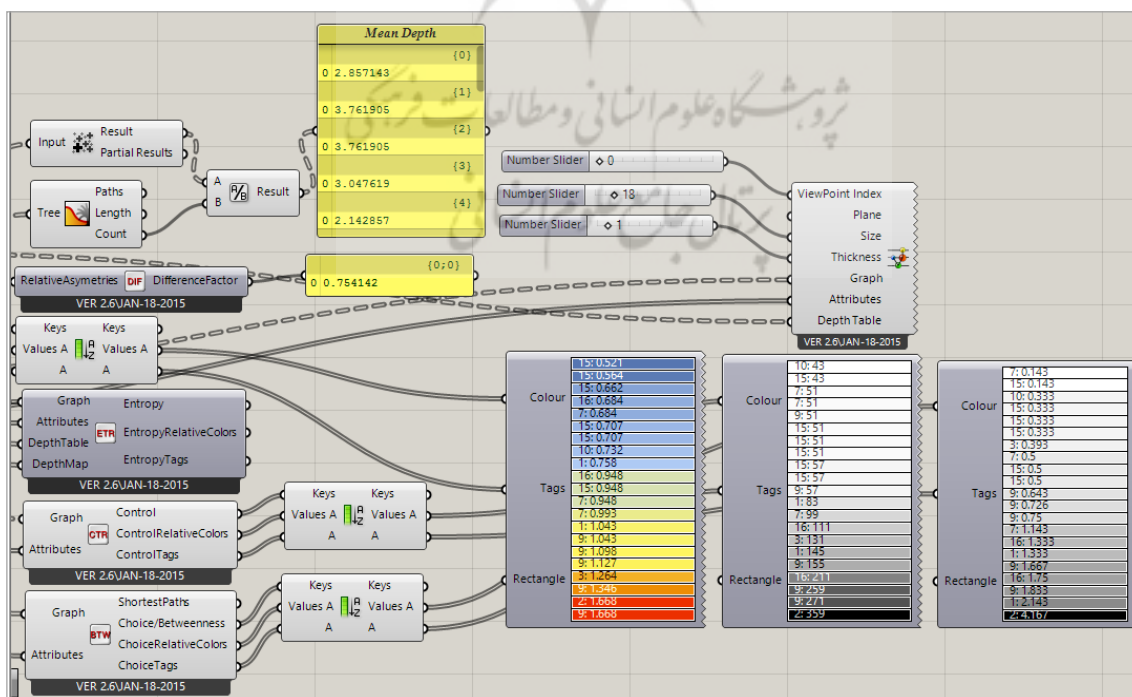 Mean Depth
{0}
0 2.857143
{1}
0 3.761905
{2}
0 3.761905
{3}
0 3.047619
{4}
0 2.142857
Input
Result
Partial Results
Tree
Paths
Length
Count
A
B
A/B
Result
Number Slider ◇ 0
Number Slider ◇ 18
Number Slider ◇ 1
ViewPoint Index
Plane
Size
Thickness
Graph
Attributes
DepthTable
VER 2.6\JAN-18-2015
پژوهشگاه علوم انسانی و مطالعات فرهنگی
پرتال جامع علوم انسانی
RelativeAsymetries DIF DifferenceFactor
VER 2.6\JAN-18-2015
{0;0}
0 0.754142
Keys Keys
Values A Values A
A A
Graph Entropy
Attributes
ETR EntropyRelativeColors
DepthTable
DepthMap EntropyTags
VER 2.6\JAN-18-2015
Graph Control
CTR ControlRelativeColors
Attributes ControlTags
VER 2.6\JAN-18-2015
Keys Keys
Values A Values A
A A
Graph ShortestPaths
Choice/Betweenness
BTW ChoiceRelativeColors
Attributes ChoiceTags
VER 2.6\JAN-18-2015
Keys Keys
Values A Values A
A A
Colour
Tags
Rectangle
15: 0.521
15: 0.564
15: 0.662
16: 0.684
7: 0.684
15: 0.707
15: 0.707
10: 0.732
1: 0.758
16: 0.948
15: 0.948
7: 0.948
7: 0.993
1: 1.043
9: 1.043
9: 1.098
9: 1.127
3: 1.264
9: 1.346
2: 1.668
9: 1.668
Colour
Tags
Rectangle
10: 43
15: 43
7: 51
7: 51
9: 51
15: 51
15: 51
15: 51
15: 57
15: 57
9: 57
1: 83
7: 99
16: 111
3: 131
1: 145
9: 155
16: 211
9: 259
9: 271
2: 359
Colour
Tags
Rectangle
7: 0.143
15: 0.143
10: 0.333
15: 0.333
15: 0.333
15: 0.333
3: 0.393
7: 0.5
15: 0.5
15: 0.5
9: 0.643
9: 0.726
9: 0.75
7: 1.143
16: 1.333
1: 1.333
9: 1.667
16: 1.75
9: 1.833
1: 2.143
2: 4.167